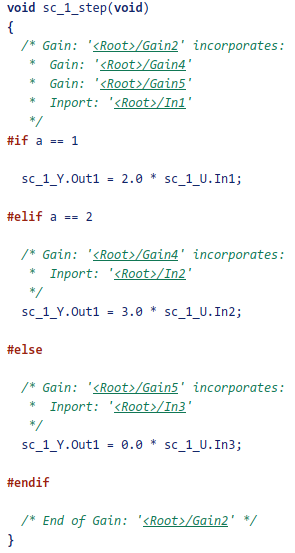 void sc_1_step(void)
{
/* Gain: '<Root>/Gain2' incorporates:
*  Gain: '<Root>/Gain4'
*  Gain: '<Root>/Gain5'
*  Inport: '<Root>/In1'
*/
#if a == 1
sc_1_Y.Out1 = 2.0 * sc_1_U.In1;
#elif a == 2
/* Gain: '<Root>/Gain4' incorporates:
*  Inport: '<Root>/In2'
*/
sc_1_Y.Out1 = 3.0 * sc_1_U.In2;
#else
/* Gain: '<Root>/Gain5' incorporates:
*  Inport: '<Root>/In3'
*/
sc_1_Y.Out1 = 0.0 * sc_1_U.In3;
#endif
/* End of Gain: '<Root>/Gain2' */
}